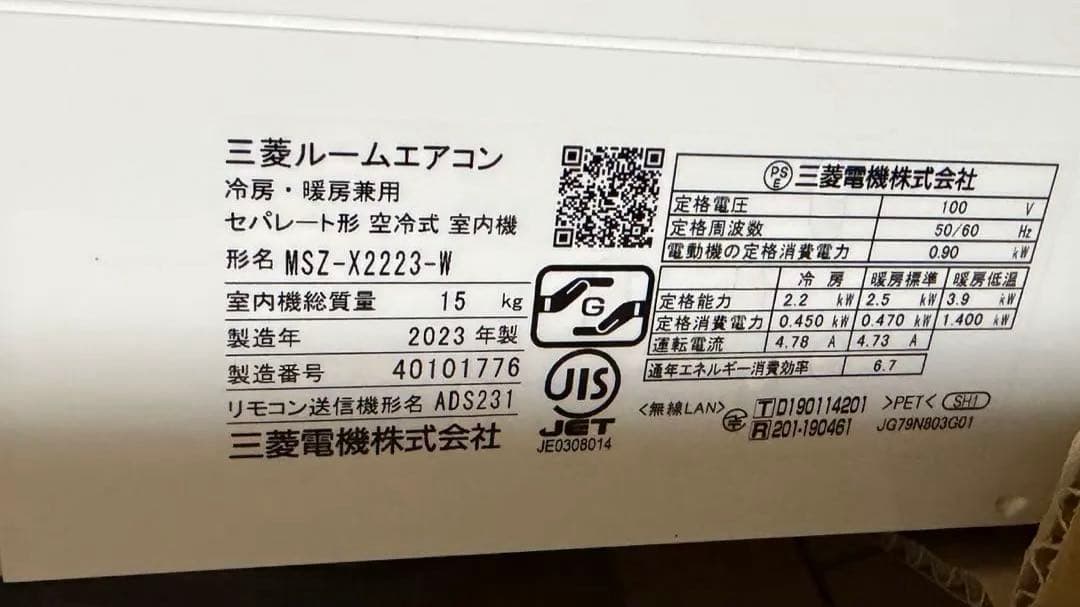 三菱ルームエアコン
冷房・暖房兼用
セパレート形 空冷式 室内機
形名 MSZ-X2223-W
室内機総質量 15 kg
製造年 2023 年製
製造番号 40101776
リモコン送信機形名 ADS231
三菱電機株式会社
G
JIS
JET
JE0308014
PSE 三菱電機株式会社
定格電圧 100 V
定格周波数 50/60 Hz
電動機の定格消費電力 0.90 kW
冷房 暖房標準 暖房低温
定格能力 2.2 kW 2.5 kW 3.9 kW
定格消費電力 0.450 kW 0.470 kW 1.400 kW
運転電流 4.78 A 4.73 A
通年エネルギー消費効率 6.7
<無線LAN> T D190114201 >PET< SH1
R 201-190461 JG79N803G01